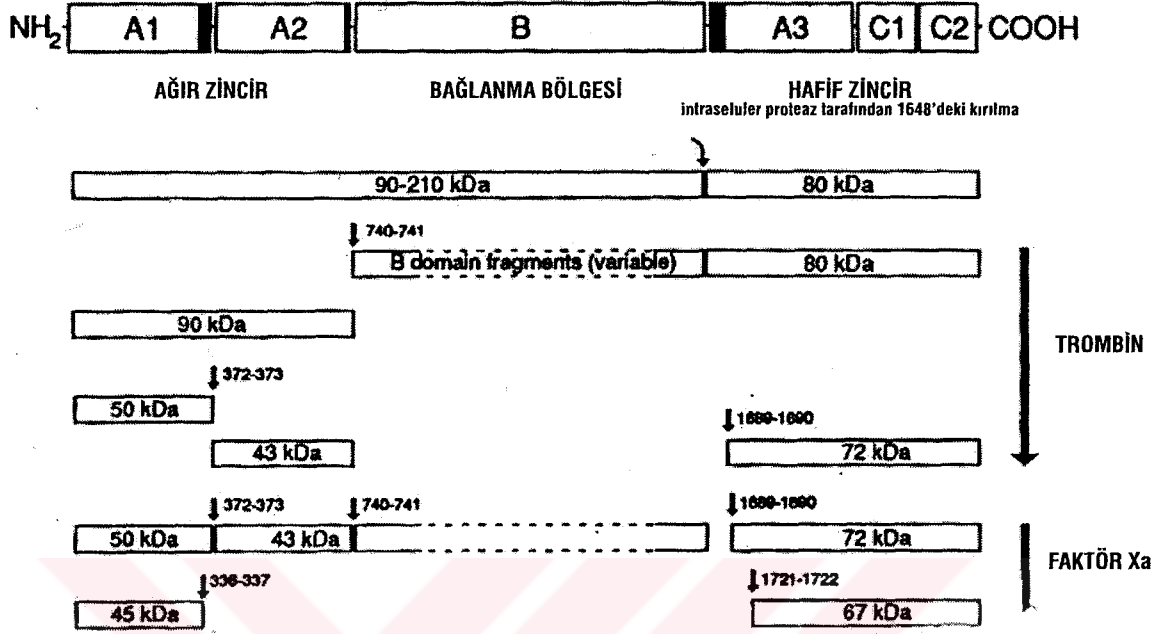 NH₂ A1 A2 B A3 C1 C2 COOH
AĞIR ZİNCİR BAĞLANMA BÖLGESİ HAFİF ZİNCİR
intraseluler proteaz tarafından 1648'deki kırılma
90-210 kDa 80 kDa
740-741
B domain fragments (variable) 80 kDa
90 kDa
TROMBİN
372-373
50 kDa 1689-1690
43 kDa 72 kDa
372-373 740-741 1689-1690
50 kDa 43 kDa 72 kDa
FAKTÖR Xa
336-337 1721-1722
45 kDa 67 kDa